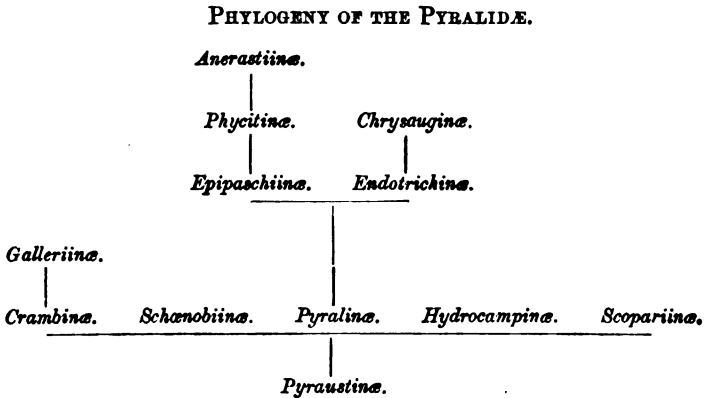 PHYLOGENY OF THE PYRALIDÆ.
Anerastiinæ.
Phycitinæ. Chrysauginæ.
Epipaschiinæ. Endotrichinæ.
Galleriinæ.
Crambinæ. Schœnobiinæ. Pyralinæ. Hydrocampinæ. Scopariinæ.
Pyraustinæ.